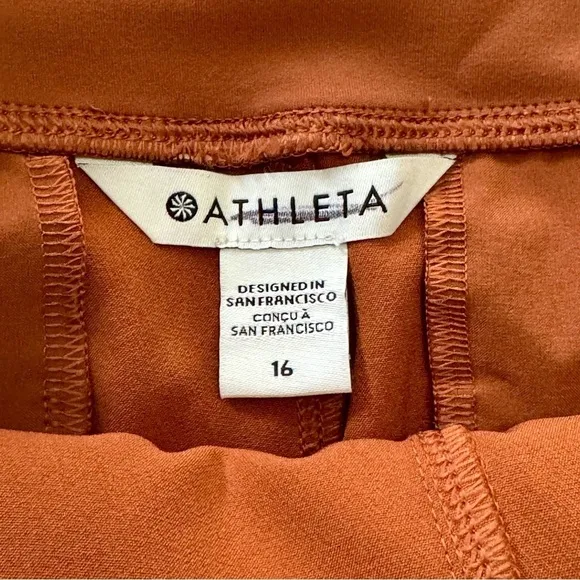 ATHLETA
DESIGNED IN
SAN FRANCISCO
CONÇU À
SAN FRANCISCO
16